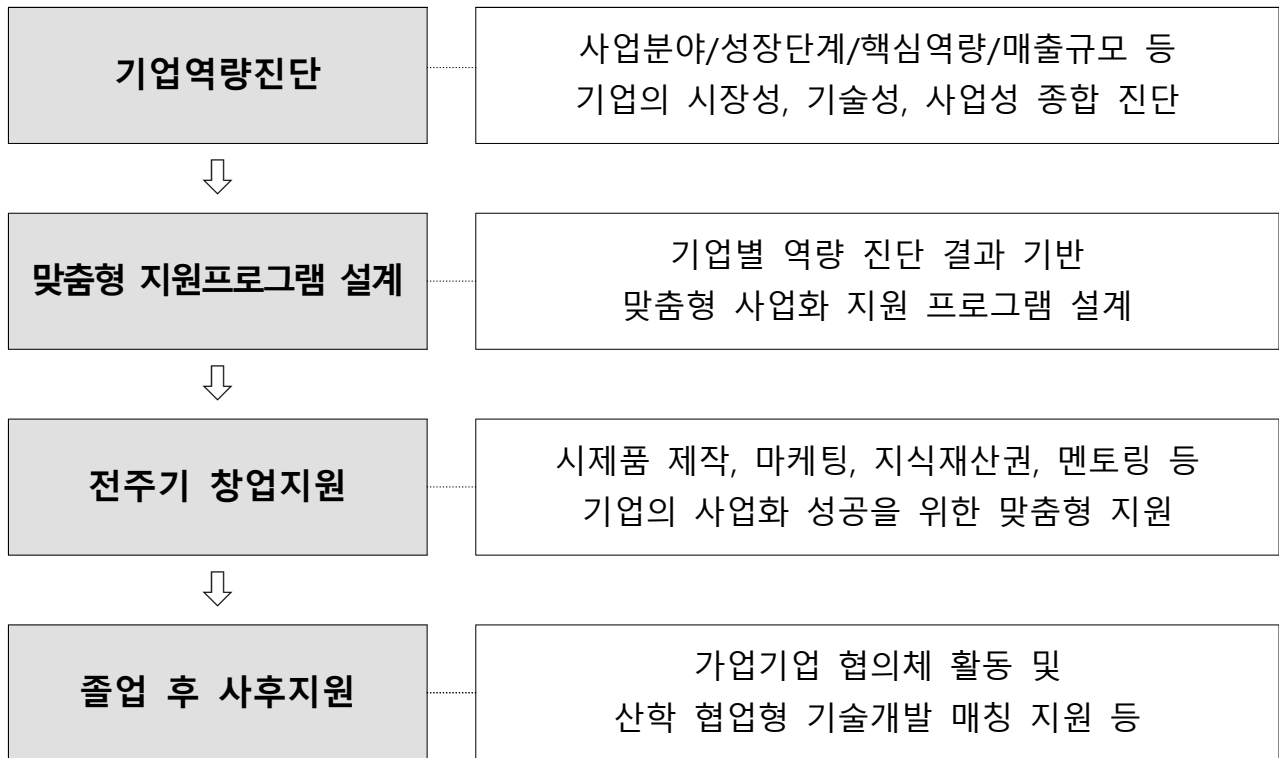 기업역량진단
사업분야/성장단계/핵심역량/매출규모 등
기업의 시장성, 기술성, 사업성 종합 진단
맞춤형 지원프로그램 설계
기업별 역량 진단 결과 기반
맞춤형 사업화 지원 프로그램 설계
전주기 창업지원
시제품 제작, 마케팅, 지식재산권, 멘토링 등
기업의 사업화 성공을 위한 맞춤형 지원
졸업 후 사후지원
가업기업 협의체 활동 및
산학 협업형 기술개발 매칭 지원 등